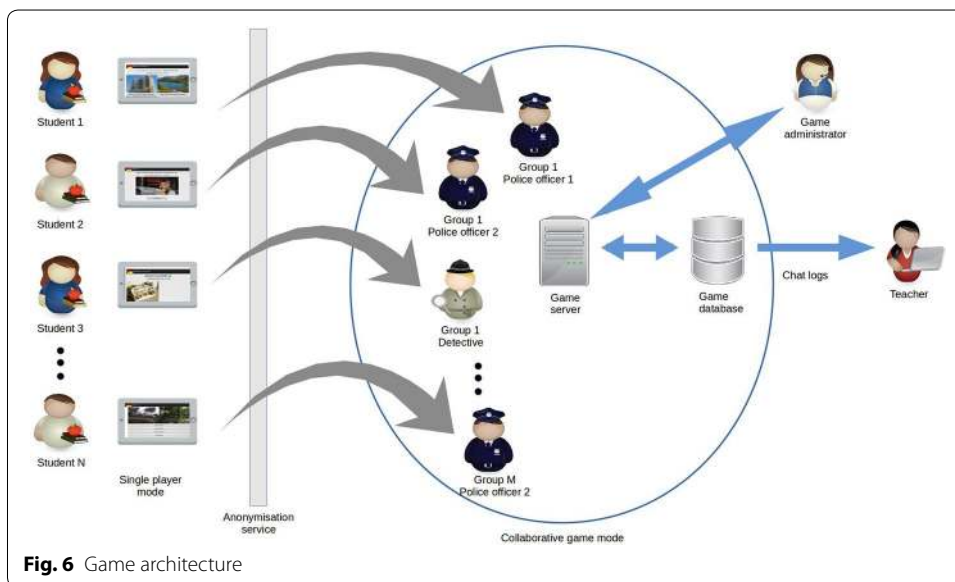 Student 1
Student 2
Student 3
Student N
Single player
mode
Anonymisation
service
Group 1
Police officer 1
Group 1
Police officer 2
Group 1
Detective
Group M
Police officer 2
Collaborative game mode
Game
server
Game
database
Game
administrator
Chat logs
Teacher
Fig. 6 Game architecture